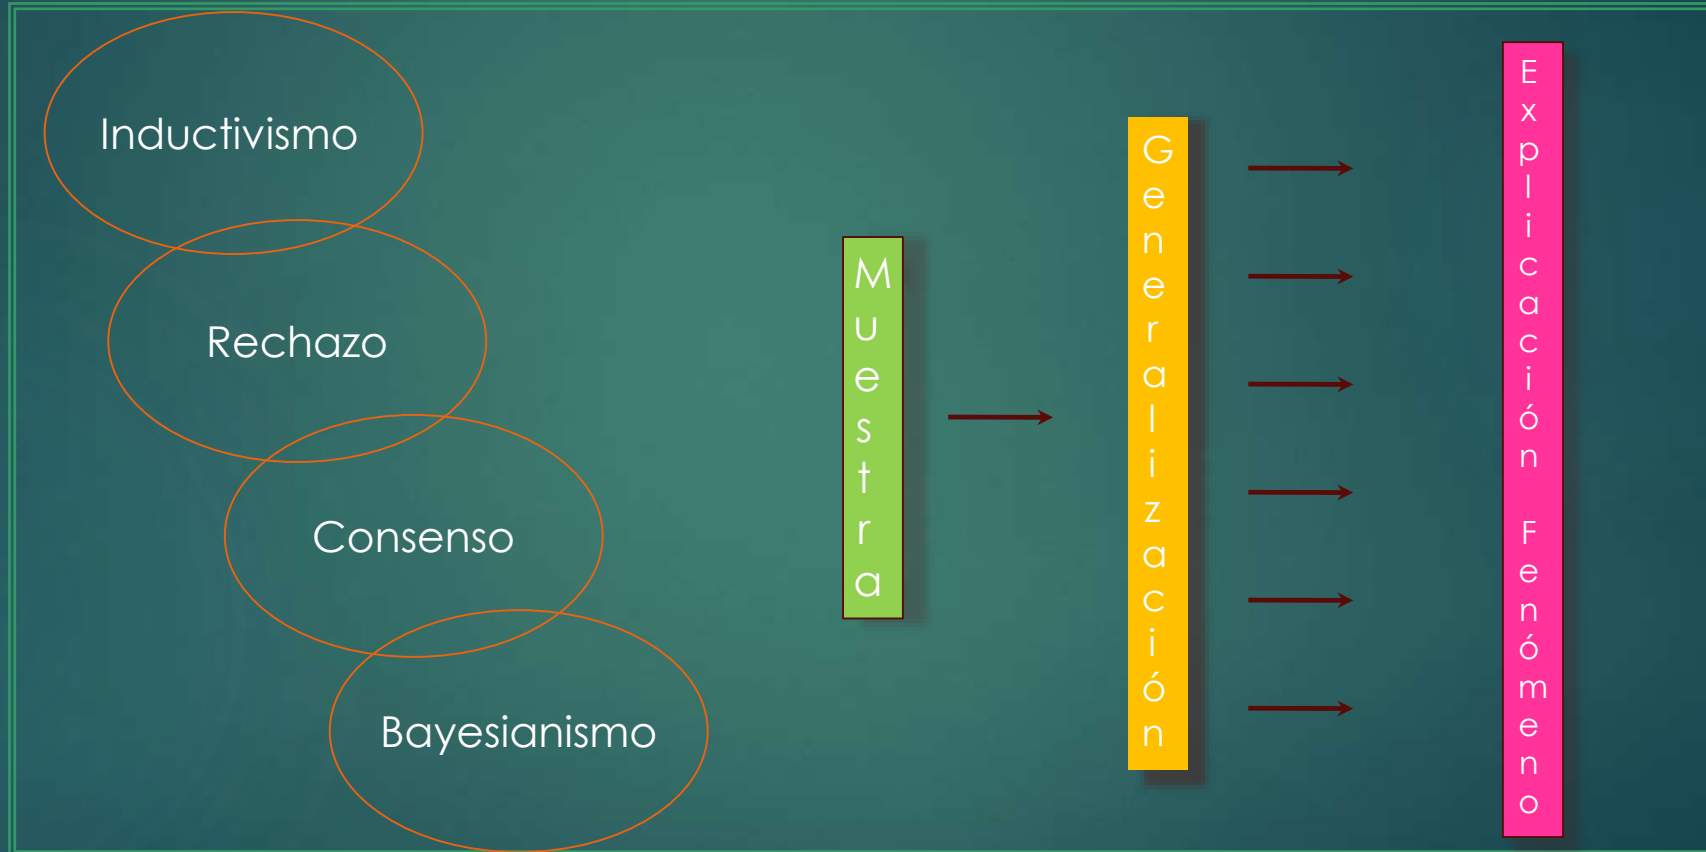 Inductivismo
Rechazo
Consenso
Bayesianismo
Muestra
Generalización
Explicación Fenómeno